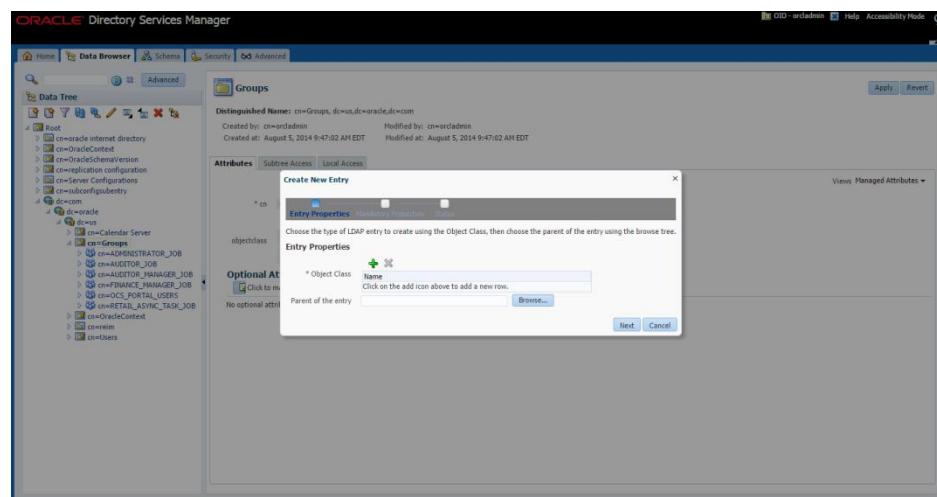 ORACLE Directory Services Manager
OID - orcladmin Help Accessibility Mode
Home Data Browser Schema Security Advanced
Advanced
Data Tree
Root
cn=oracle internet directory
cn=OracleContext
cn=OracleSchemaVersion
cn=replication configuration
cn=Server Configurations
cn=subconfigsubentry
dc=com
dc=oracle
dc=us
cn=Calendar Server
cn=Groups
cn=ADMINISTRATOR_JOB
cn=AUDITOR_JOB
cn=AUDITOR_MANAGER_JOB
cn=FINANCE_MANAGER_JOB
cn=OCS_PORTAL_USERS
cn=RETAIL_ASYNC_TASK_JOB
cn=OracleContext
cn=reim
cn=Users
Groups
Apply Revert
Distinguished Name: cn=Groups, dc=us,dc=oracle,dc=com
Created by: cn=orcladmin Modified by: cn=orcladmin
Created at: August 5, 2014 9:47:02 AM EDT Modified at: August 5, 2014 9:47:02 AM EDT
Attributes Subtree Access Local Access
Views Managed Attributes
* cn
objectclass
Optional At
Click to m
No optional attri
Create New Entry
Entry Properties Mandatory Properties Status
Choose the type of LDAP entry to create using the Object Class, then choose the parent of the entry using the browse tree.
Entry Properties
* Object Class
Name
Click on the add icon above to add a new row.
Parent of the entry Browse...
Next Cancel